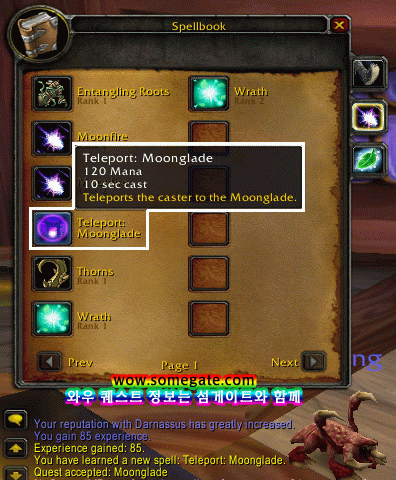 Spellbook
Entangling Roots
Rank 1
Wrath
Rank 2
Moonfire
Teleport: Moonglade
120 Mana
10 sec cast
Teleports the caster to the Moonglade.
Teleport:
Moonglade
Thorns
Rank 1
Wrath
Rank 1
Prev
Page 1
Next
ng
wow.somegate.com
와우 퀘스트 정보는 섬게이트와 함께
Your reputation with Darnassus has greatly increased.
You gain 85 experience.
Experience gained: 85.
You have learned a new spell: Teleport: Moonglade.
Quest accepted: Moonglade